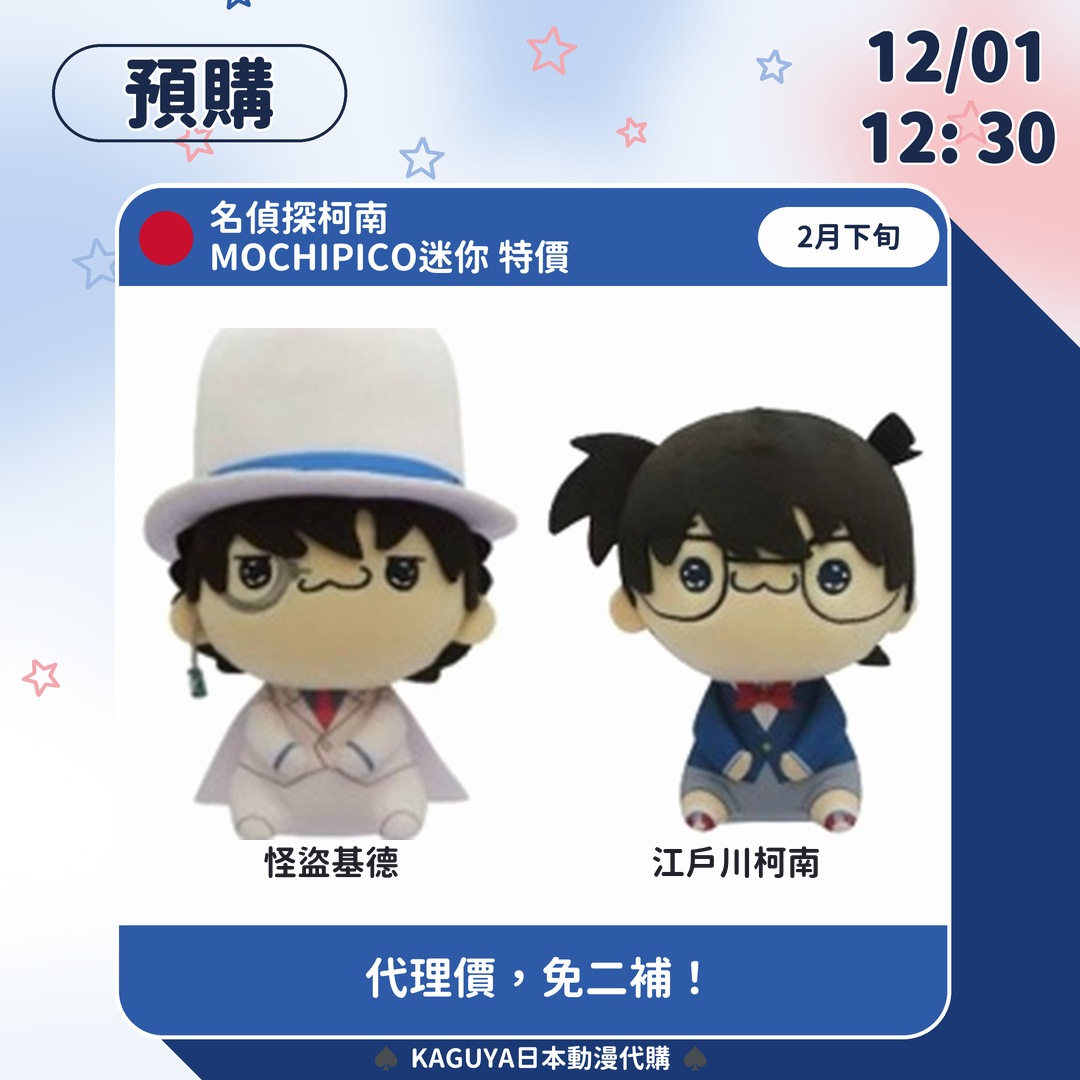 預購
12/01
12: 30
名偵探柯南
MOCHIPICO迷你 特價
2月下旬
怪盜基德
江戶川柯南
代理價，免二補！
KAGUYA日本動漫代購